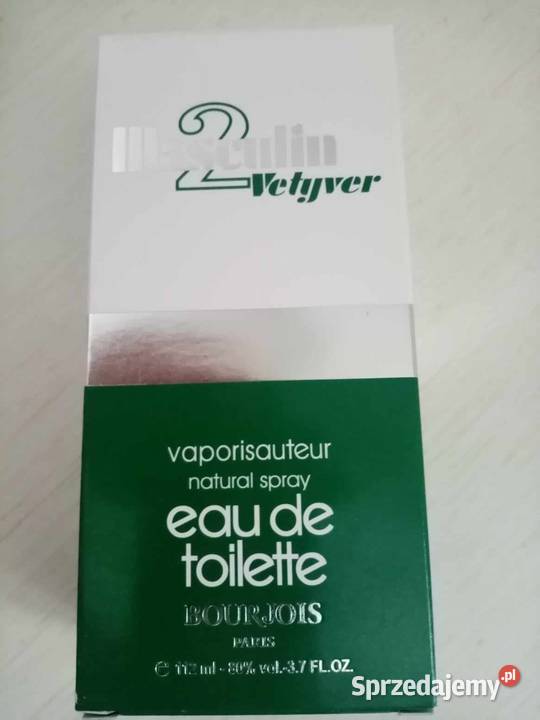 Masculin
2
Vetyver
vaporisauteur
natural spray
eau de
toilette
BOURJOIS
PARIS
℮ 112 ml - 80% vol.-3.7 FL.OZ.
Sprzedajemy.pl